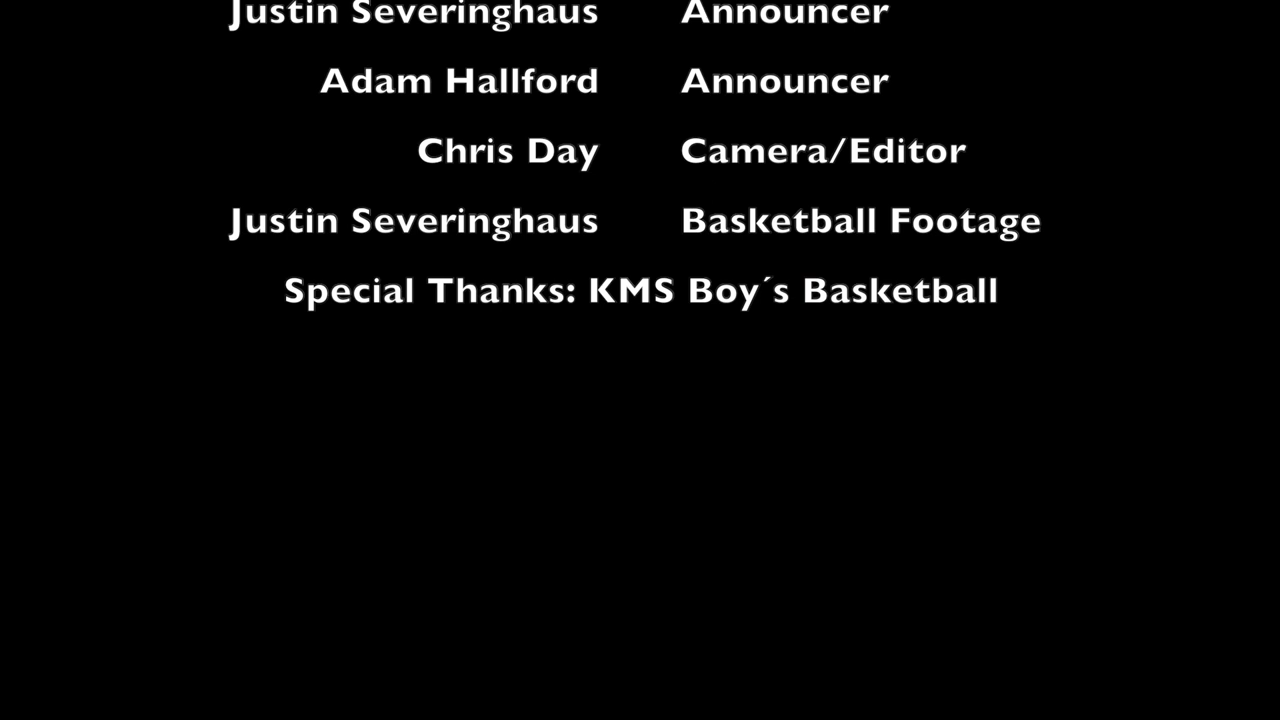 Justin Severinghaus Announcer
Adam Hallford Announcer
Chris Day Camera/Editor
Justin Severinghaus Basketball Footage
Special Thanks: KMS Boy´s Basketball